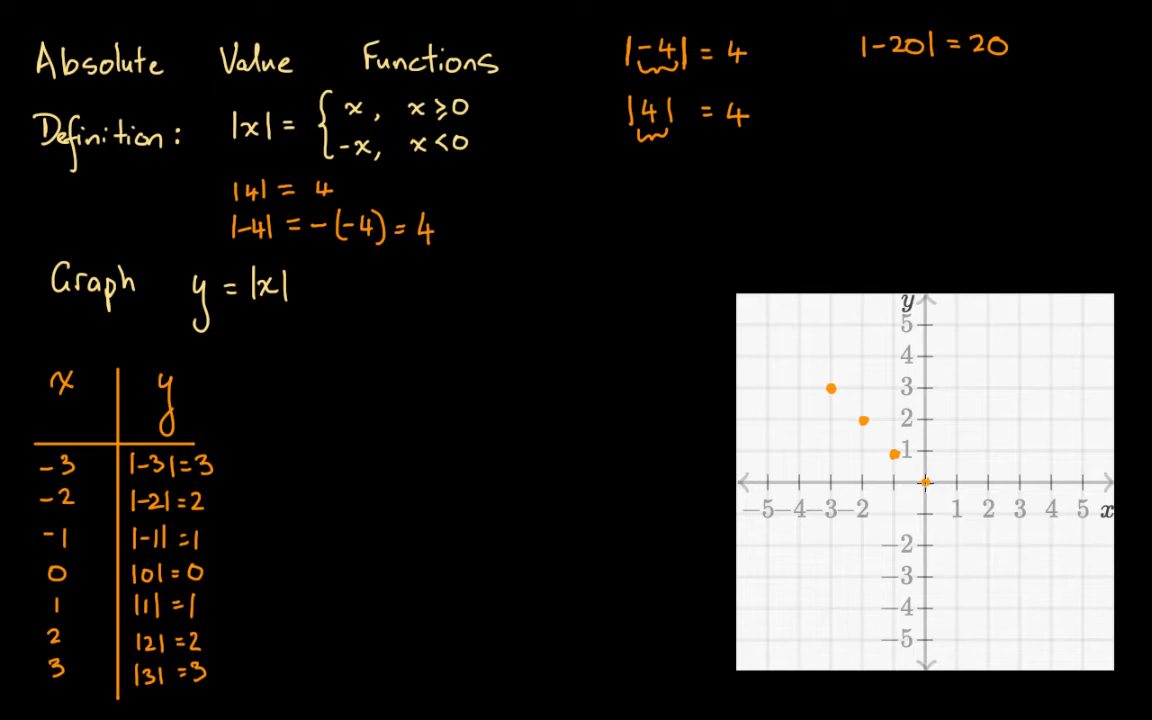 Absolute Value Functions
Definition: |x| = { x, x ≥ 0
-x, x < 0
|4| = 4
|-4| = -(-4) = 4
|-4| = 4
|4| = 4
|-20| = 20
Graph y = |x|
x y
-3 |-3| = 3
-2 |-2| = 2
-1 |-1| = 1
0 |0| = 0
1 |1| = 1
2 |2| = 2
3 |3| = 3
y
5
4
3
2
1
-5 -4 -3 -2 1 2 3 4 5 x
-2
-3
-4
-5